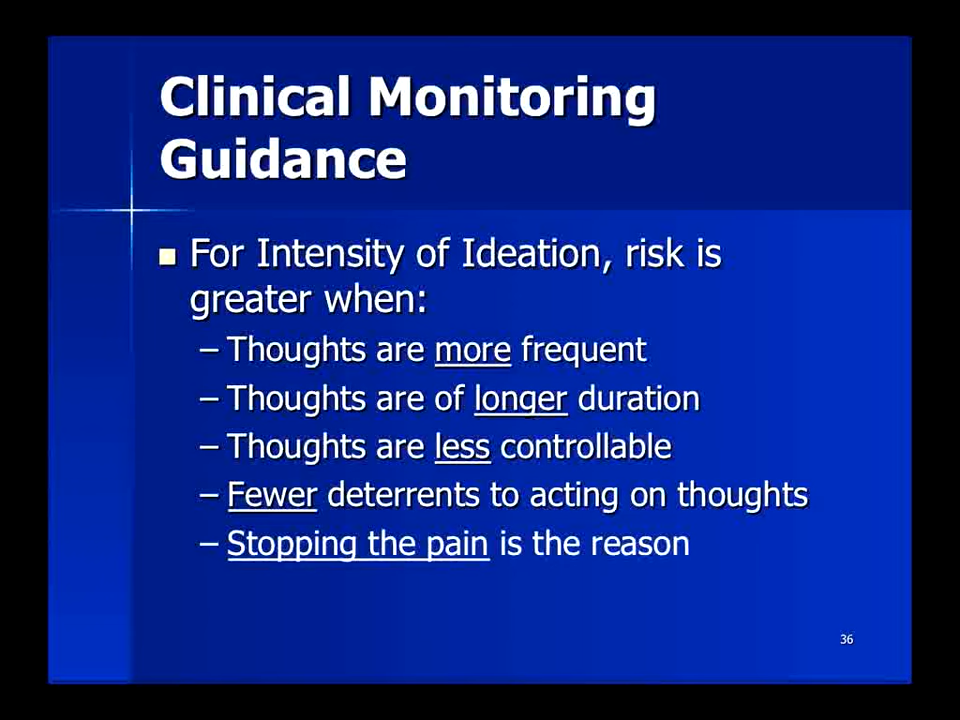 Clinical Monitoring
Guidance
For Intensity of Ideation, risk is
greater when:
– Thoughts are more frequent
– Thoughts are of longer duration
– Thoughts are less controllable
– Fewer deterrents to acting on thoughts
– Stopping the pain is the reason
36